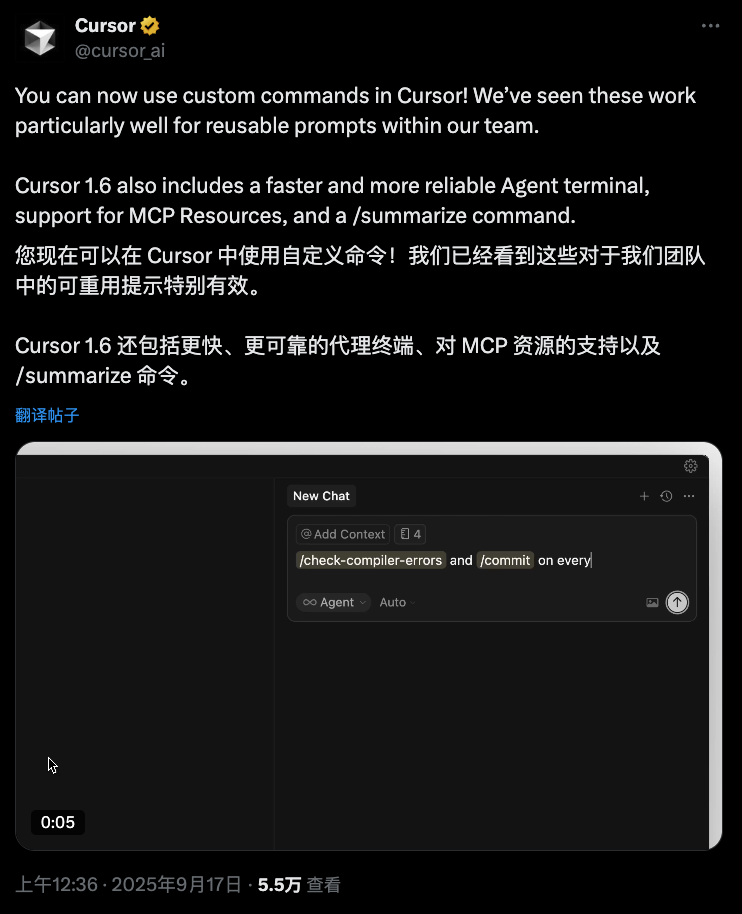 Cursor
@cursor_ai
You can now use custom commands in Cursor! We’ve seen these work
particularly well for reusable prompts within our team.
Cursor 1.6 also includes a faster and more reliable Agent terminal,
support for MCP Resources, and a /summarize command.
您现在可以在 Cursor 中使用自定义命令！我们已经看到这些对于我们团队
中的可重用提示特别有效。
Cursor 1.6 还包括更快、更可靠的代理终端、对 MCP 资源的支持以及
/summarize 命令。
翻译帖子
New Chat
@ Add Context 4
/check-compiler-errors and /commit on every
∞ Agent Auto
0:05
上午12:36 · 2025年9月17日 · 5.5万 查看